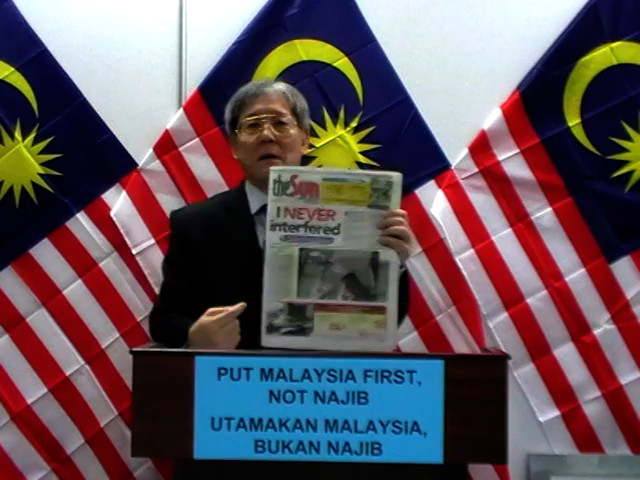 theSun
I NEVER
interfered
PUT MALAYSIA FIRST,
NOT NAJIB
UTAMAKAN MALAYSIA,
BUKAN NAJIB